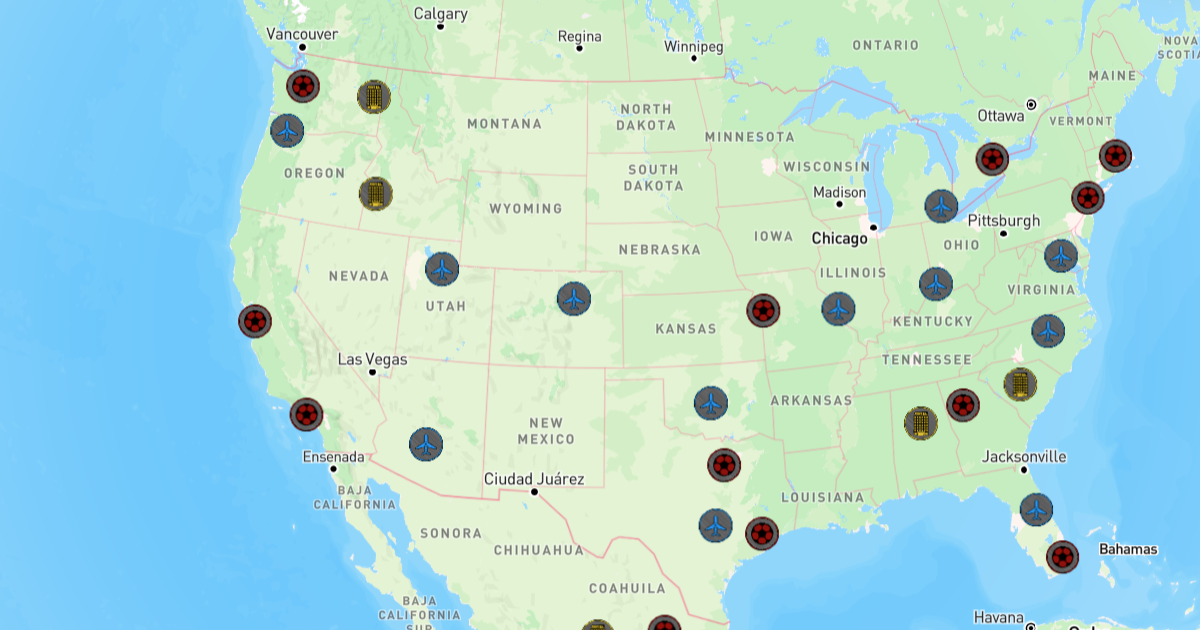 Calgary
Vancouver
Regina
Winnipeg
ONTARIO
NOVA
SCOTIA
MAINE
Ottawa
VERMONT
MONTANA
NORTH
DAKOTA
MINNESOTA
OREGON
SOUTH
DAKOTA
WISCONSIN
Madison
WYOMING
Pittsburgh
IOWA
Chicago
NEBRASKA
OHIO
NEVADA
ILLINOIS
UTAH
VIRGINIA
KANSAS
KENTUCKY
Las Vegas
TENNESSEE
ARKANSAS
NEW
MEXICO
Ensenada
Jacksonville
Ciudad Juárez
BAJA
CALIFORNIA
LOUISIANA
SONORA
CHIHUAHUA
Bahamas
COAHUILA
BAJA
CALIFORNIA
SUR
Havana